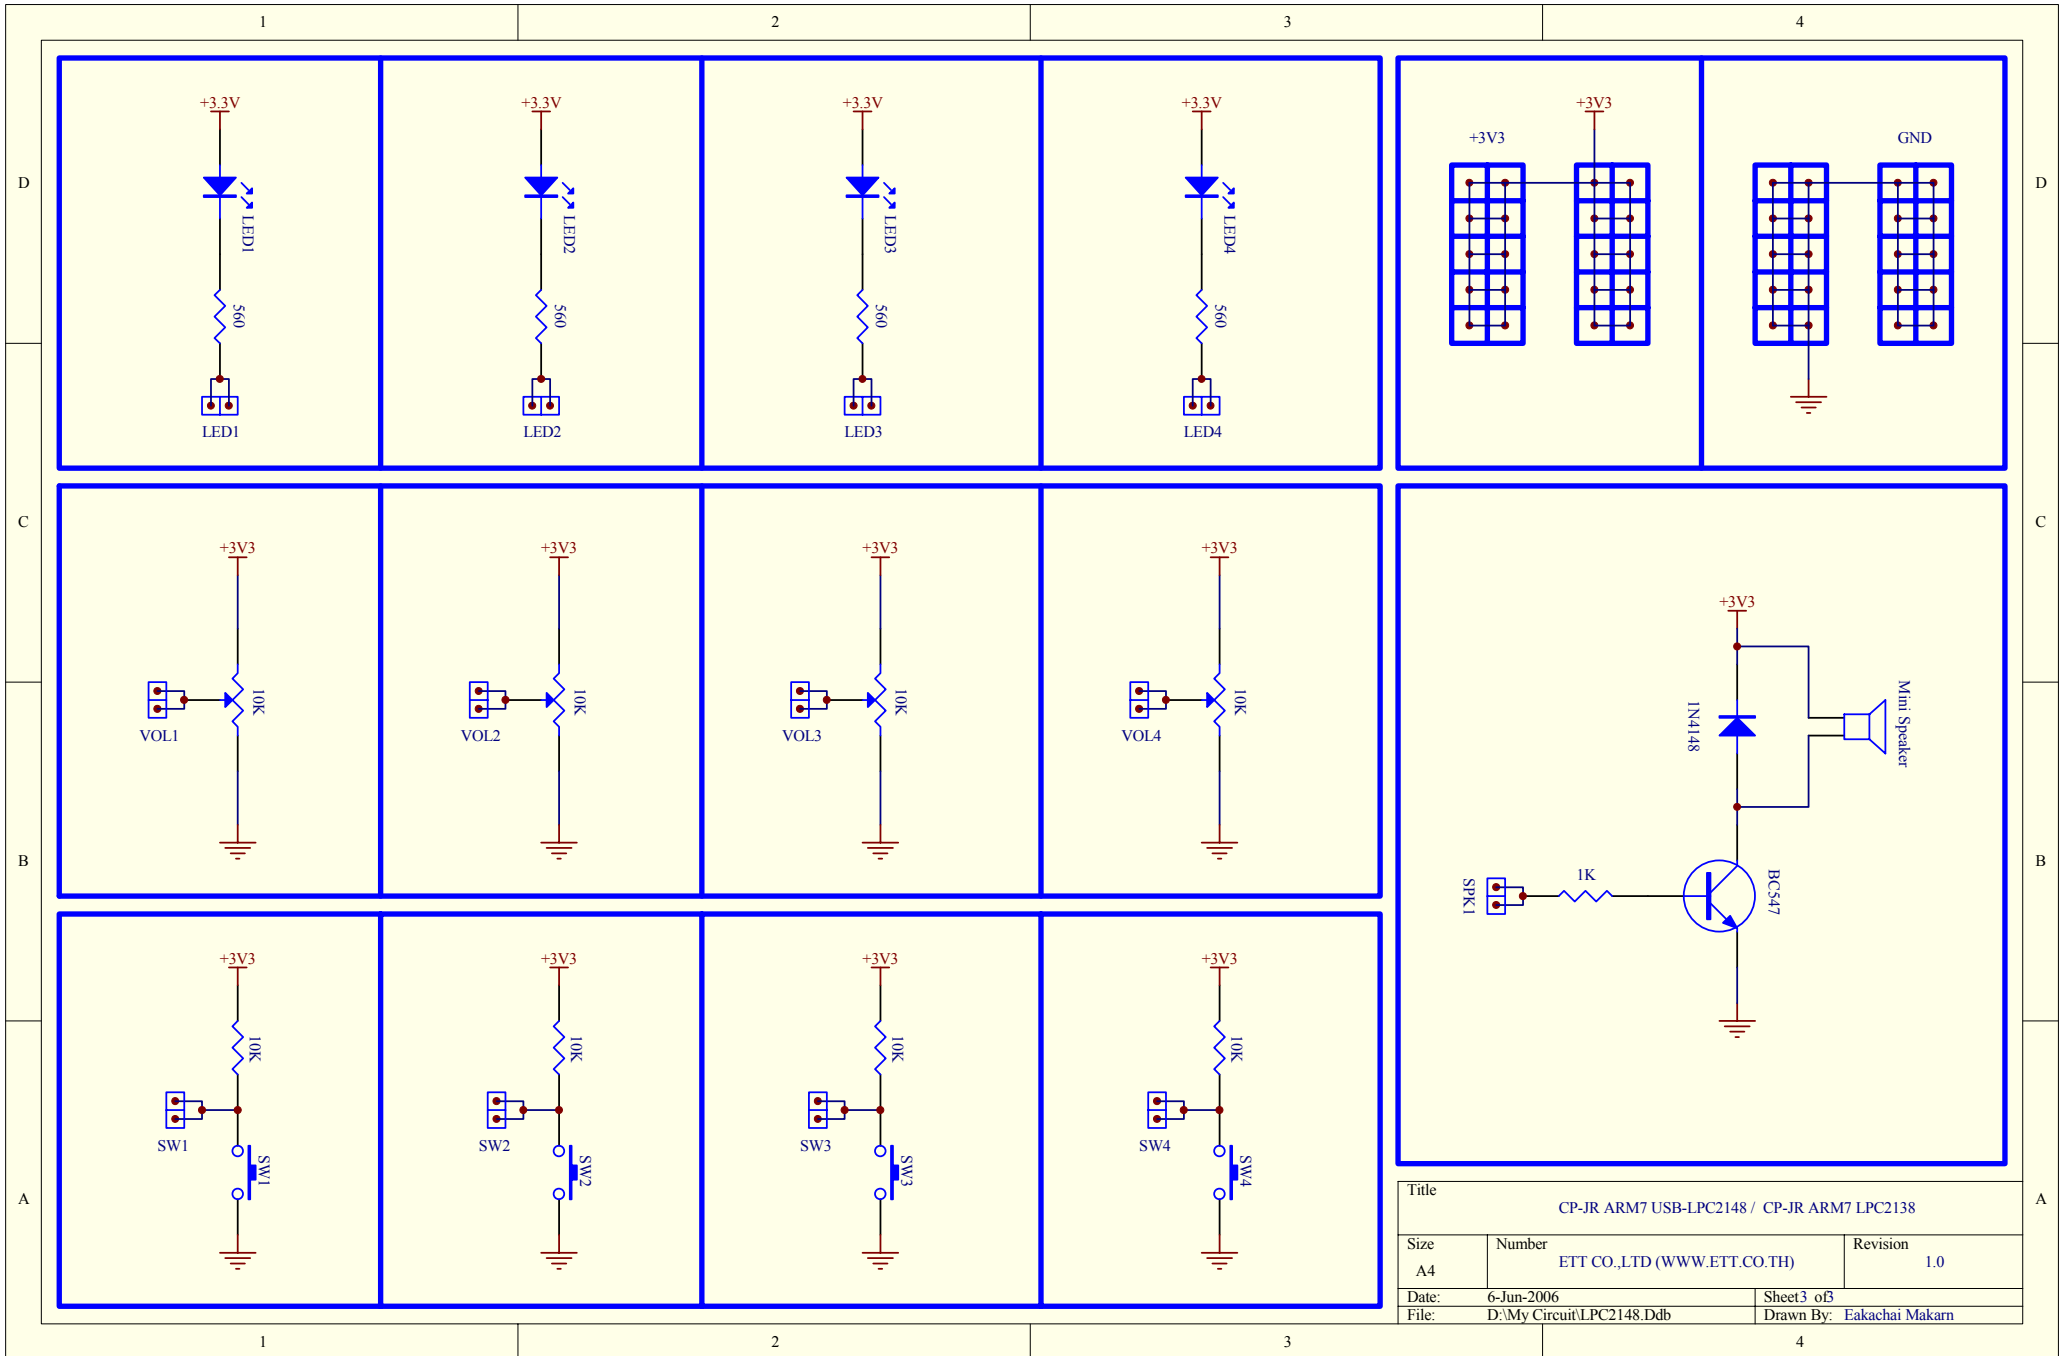 1 2 3 4
D D
C C
B B
A A
+3.3V
LED1
560
LED1
+3.3V
LED2
560
LED2
+3.3V
LED3
560
LED3
+3.3V
LED4
560
LED4
+3V3
+3V3
GND
+3V3
10K
VOL1
+3V3
10K
VOL2
+3V3
10K
VOL3
+3V3
10K
VOL4
+3V3
1N4148
Mini Speaker
SPK1
1K
BC547
+3V3
10K
SW1
SW1
+3V3
10K
SW2
SW2
+3V3
10K
SW3
SW3
+3V3
10K
SW4
SW4
Title
CP-JR ARM7 USB-LPC2148 / CP-JR ARM7 LPC2138
Size
A4
Number
ETT CO.,LTD (WWW.ETT.CO.TH)
Revision
1.0
Date: 6-Jun-2006
Sheet3 of3
File: D:\My Circuit\LPC2148.Ddb
Drawn By: Eakachai Makarn
1 2 3 4